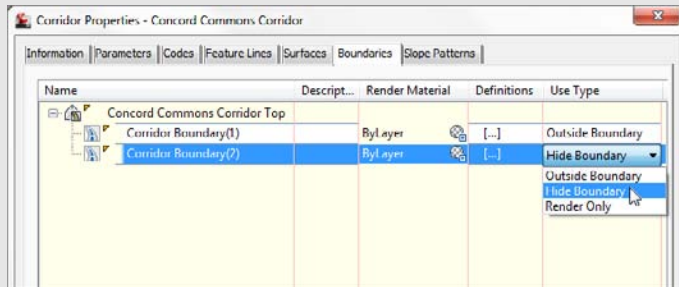 Corridor Properties - Concord Commons Corridor
Information Parameters Codes Feature Lines Surfaces Boundaries Slope Patterns
Name Descript... Render Material Definitions Use Type
Concord Commons Corridor Top
Corridor Boundary(1) ByLayer [...] Outside Boundary
Corridor Boundary(2) ByLayer [...] Hide Boundary
Outside Boundary
Hide Boundary
Render Only